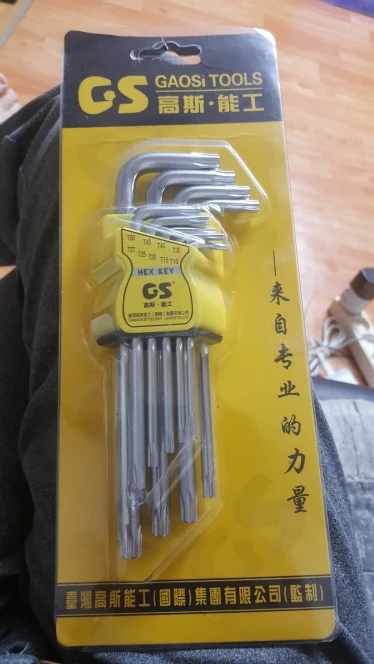 GS GAOSi TOOLS
高斯·能工
T50 T45 T40 T30
T27 T25 T20 T15 T10
HEX KEY
GS
高斯·能工
—来自专业的力量
臺灣高斯能工(國際)集團有限公司(監制)